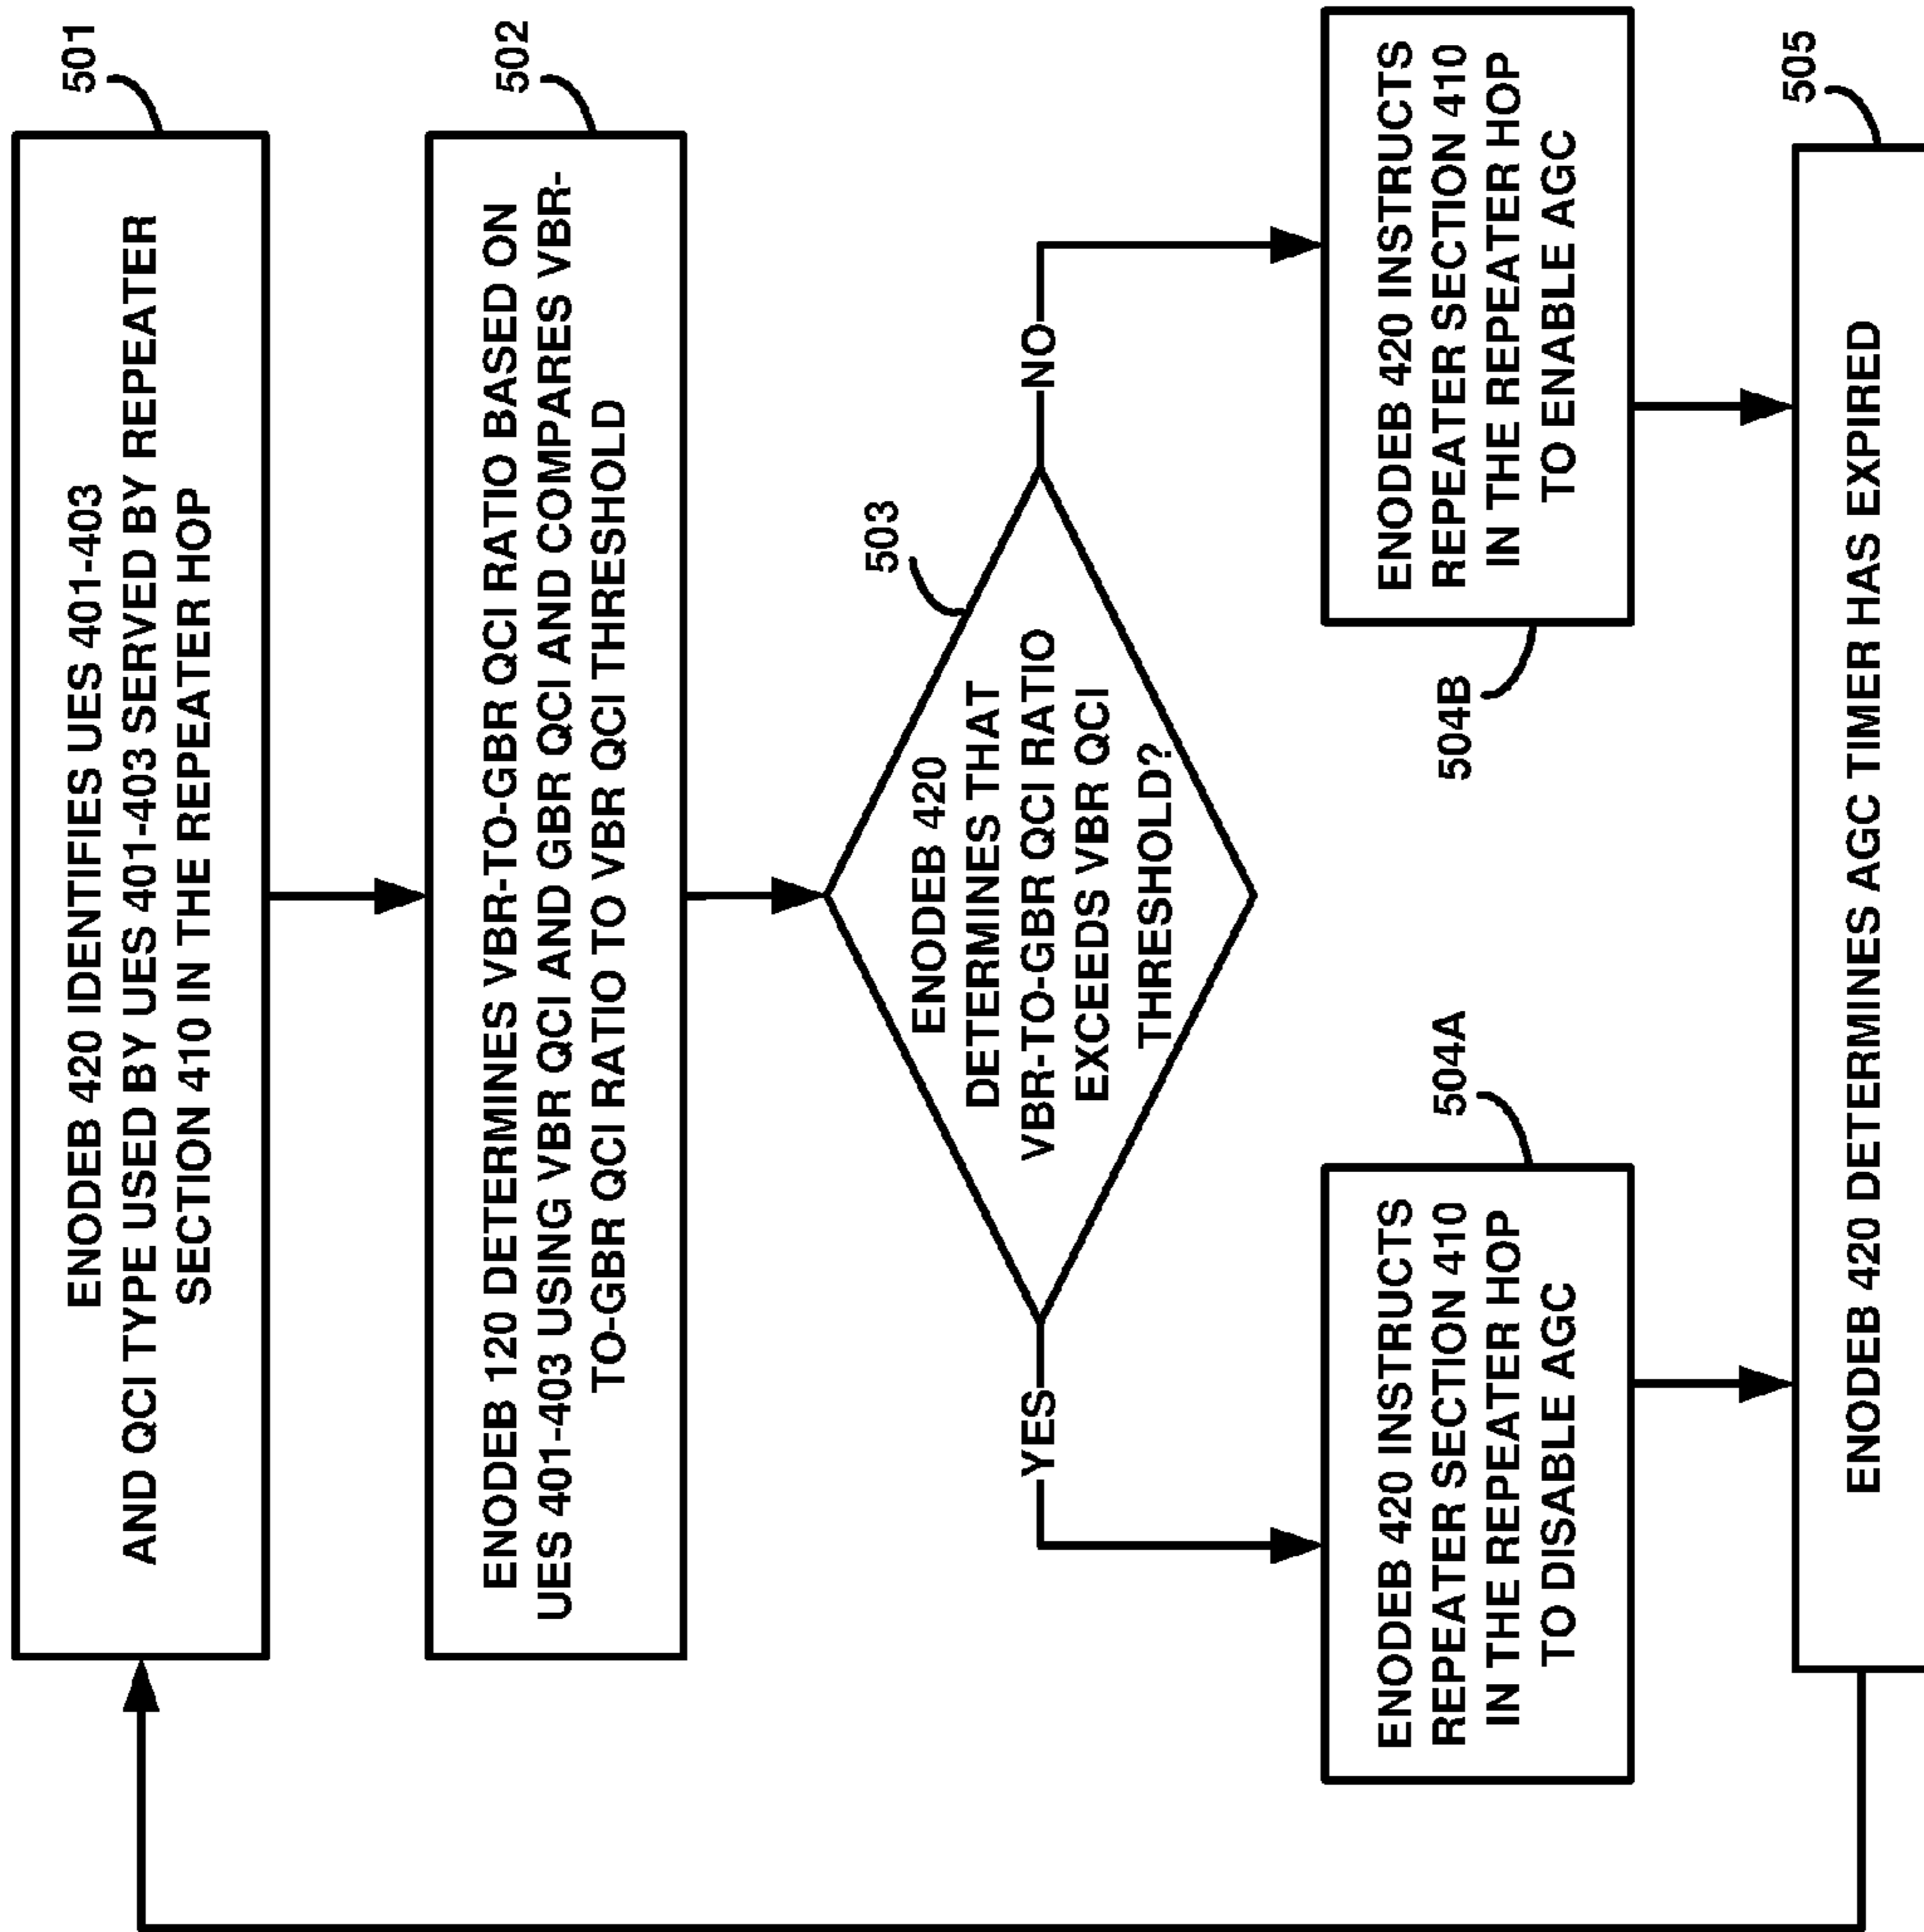 501
ENODEB 420 IDENTIFIES UES 401-403
AND QCI TYPE USED BY UES 401-403 SERVED BY REPEATER
SECTION 410 IN THE REPEATER HOP
502
ENODEB 120 DETERMINES VBR-TO-GBR QCI RATIO BASED ON
UES 401-403 USING VBR QCI AND GBR QCI AND COMPARES VBR-
TO-GBR QCI RATIO TO VBR QCI THRESHOLD
503
ENODEB 420
DETERMINES THAT
VBR-TO-GBR QCI RATIO
EXCEEDS VBR QCI
THRESHOLD?
YES
NO
504A
ENODEB 420 INSTRUCTS
REPEATER SECTION 410
IN THE REPEATER HOP
TO DISABLE AGC
504B
ENODEB 420 INSTRUCTS
REPEATER SECTION 410
IN THE REPEATER HOP
TO ENABLE AGC
505
ENODEB 420 DETERMINES AGC TIMER HAS EXPIRED